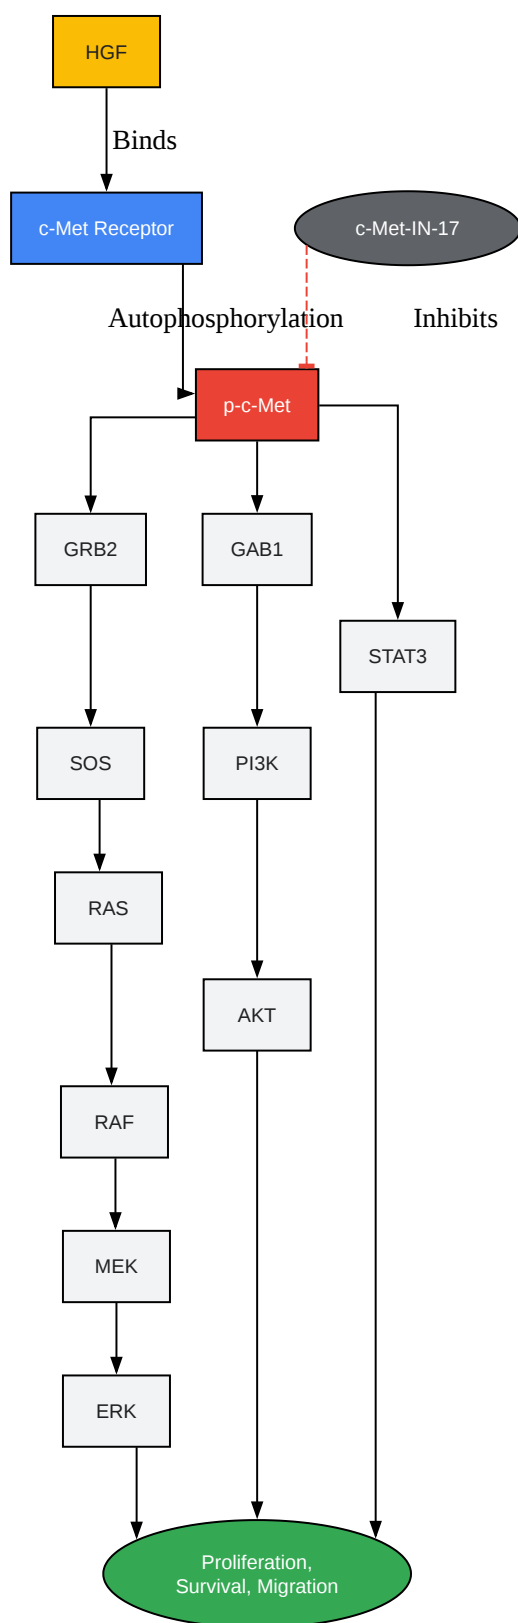 HGF
Binds
c-Met Receptor
c-Met-IN-17
Autophosphorylation
Inhibits
p-c-Met
GRB2
GAB1
STAT3
SOS
PI3K
RAS
AKT
RAF
MEK
ERK
Proliferation,
Survival, Migration